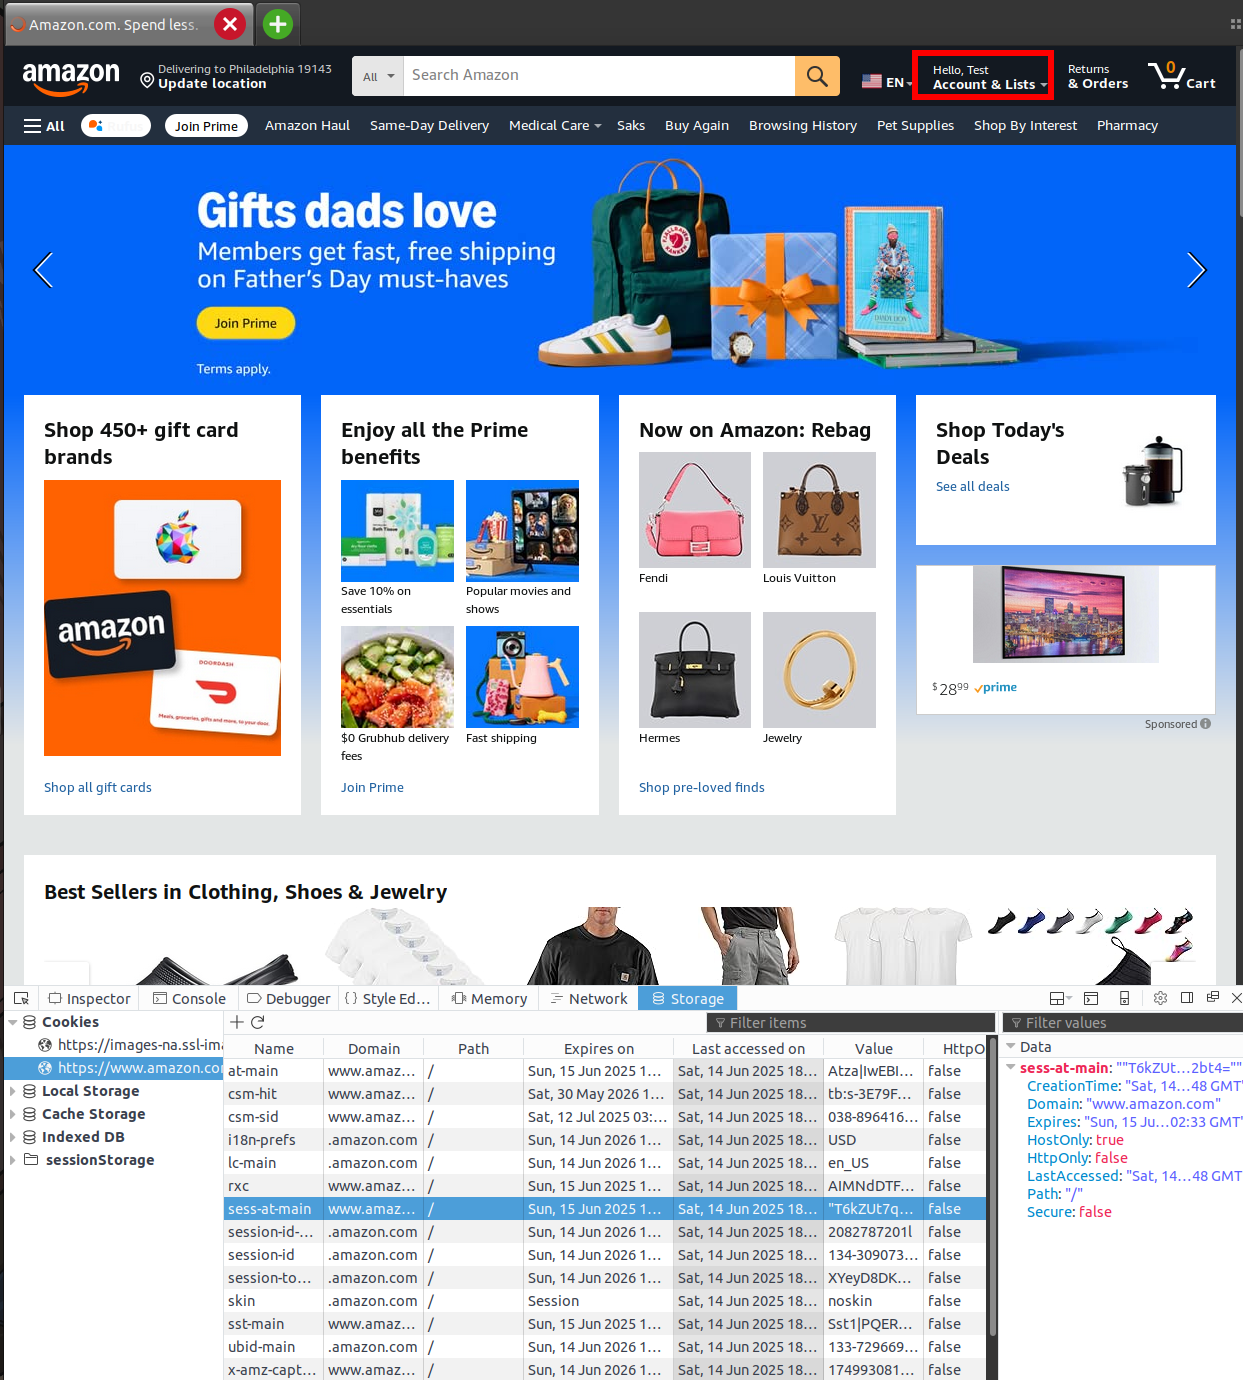 Amazon.com. Spend less.
amazon
Delivering to Philadelphia 19143
Update location
All
Search Amazon
EN
Hello, Test
Account & Lists
Returns
& Orders
0
Cart
All
Join Prime
Amazon Haul
Same-Day Delivery
Medical Care
Saks
Buy Again
Browsing History
Pet Supplies
Shop By Interest
Pharmacy
Gifts dads love
Members get fast, free shipping
on Father's Day must-haves
Join Prime
Terms apply.
Shop 450+ gift card
brands
amazon
DOORDASH
Meals, groceries, gifts and more, to your door.
Shop all gift cards
Enjoy all the Prime
benefits
Save 10% on
essentials
Popular movies and
shows
$0 Grubhub delivery
fees
Fast shipping
Join Prime
Now on Amazon: Rebag
Fendi
Louis Vuitton
Hermes
Jewelry
Shop pre-loved finds
Shop Today's
Deals
See all deals
$2899 prime
Sponsored
Best Sellers in Clothing, Shoes & Jewelry
Inspector
Console
Debugger
Style Ed...
Memory
Network
Storage
Cookies
https://images-na.ssl-ima
https://www.amazon.com
Local Storage
Cache Storage
Indexed DB
sessionStorage
Filter items
Name Domain Path Expires on Last accessed on Value HttpO
at-main www.amaz... / Sun, 15 Jun 2025 1... Sat, 14 Jun 2025 18... Atza|IwEBI... false
csm-hit www.amaz... / Sat, 30 May 2026 1... Sat, 14 Jun 2025 18... tb:s-3E79F... false
csm-sid www.amaz... / Sat, 12 Jul 2025 03:... Sat, 14 Jun 2025 18... 038-896416... false
i18n-prefs .amazon.com / Sun, 14 Jun 2026 1... Sat, 14 Jun 2025 18... USD false
lc-main .amazon.com / Sun, 14 Jun 2026 1... Sat, 14 Jun 2025 18... en_US false
rxc www.amaz... / Sun, 15 Jun 2025 1... Sat, 14 Jun 2025 18... AIMNdDTF... false
sess-at-main www.amaz... / Sun, 15 Jun 2025 1... Sat, 14 Jun 2025 18... "T6kZUt7q... false
session-id-... .amazon.com / Sun, 14 Jun 2026 1... Sat, 14 Jun 2025 18... 2082787201l false
session-id .amazon.com / Sun, 14 Jun 2026 1... Sat, 14 Jun 2025 18... 134-309073... false
session-to... .amazon.com / Sun, 14 Jun 2026 1... Sat, 14 Jun 2025 18... XYeyD8DK... false
skin .amazon.com / Session Sat, 14 Jun 2025 18... noskin false
sst-main www.amaz... / Sun, 15 Jun 2025 1... Sat, 14 Jun 2025 18... Sst1|PQER... false
ubid-main .amazon.com / Sun, 14 Jun 2026 1... Sat, 14 Jun 2025 18... 133-729669... false
x-amz-capt... www.amaz... / Sun, 14 Jun 2026 1... Sat, 14 Jun 2025 18... 174993081... false
Filter values
Data
sess-at-main: ""T6kZUt...2bt4=""
CreationTime: "Sat, 14...48 GMT"
Domain: "www.amazon.com"
Expires: "Sun, 15 Ju...02:33 GMT"
HostOnly: true
HttpOnly: false
LastAccessed: "Sat, 14...48 GMT
Path: "/"
Secure: false